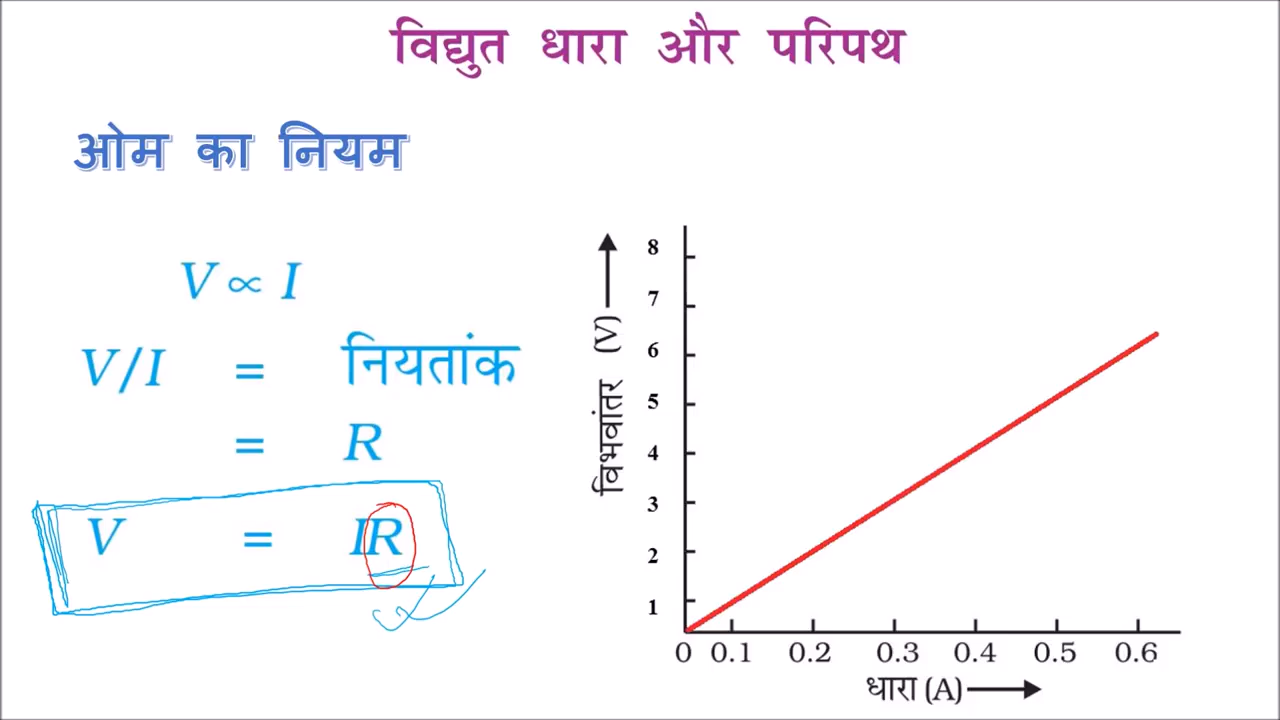 विद्युत धारा और परिपथ
ओम का नियम
V ∝ I
V/I = नियतांक
= R
V = IR
विभवांतर (V)
8
7
6
5
4
3
2
1
0 0.1 0.2 0.3 0.4 0.5 0.6
धारा (A)